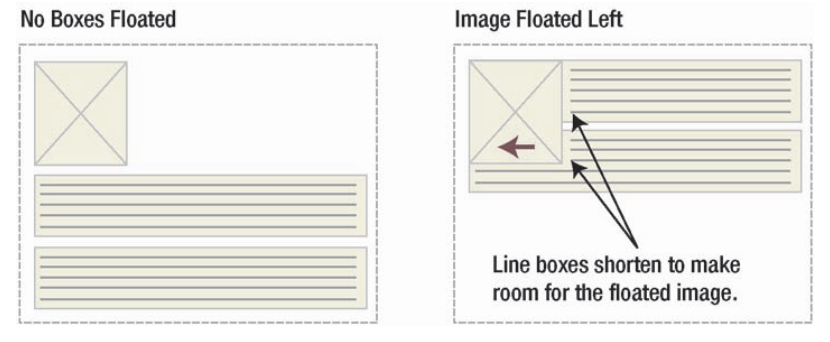 No Boxes Floated
Image Floated Left
Line boxes shorten to make
room for the floated image.